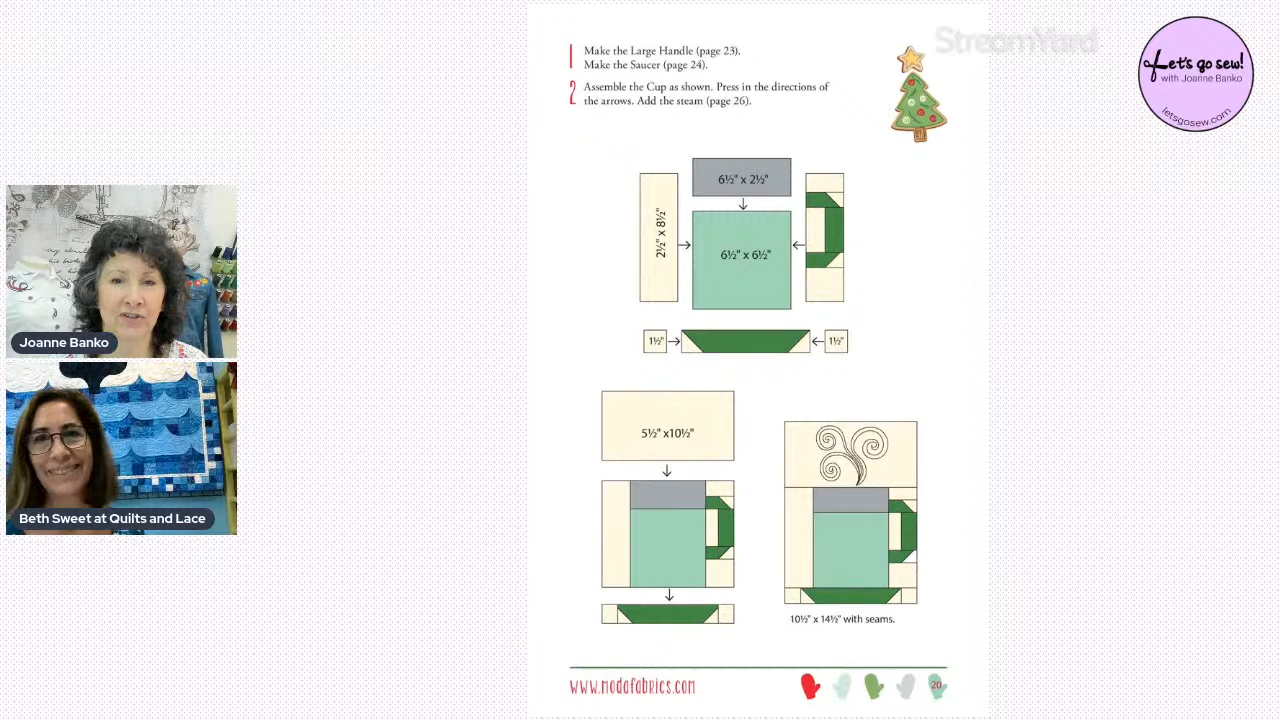 StreamYard
Let's go sew!
with Joanne Banko
letsgosew.com
1 Make the Large Handle (page 23).
Make the Saucer (page 24).
2 Assemble the Cup as shown. Press in the directions of
the arrows. Add the steam (page 26).
6½" x 2½"
2½" x 8½"
6½" x 6½"
1½"
1½"
5½" x10½"
10½" x 14½" with seams.
www.modafabrics.com
20
Joanne Banko
Beth Sweet at Quilts and Lace